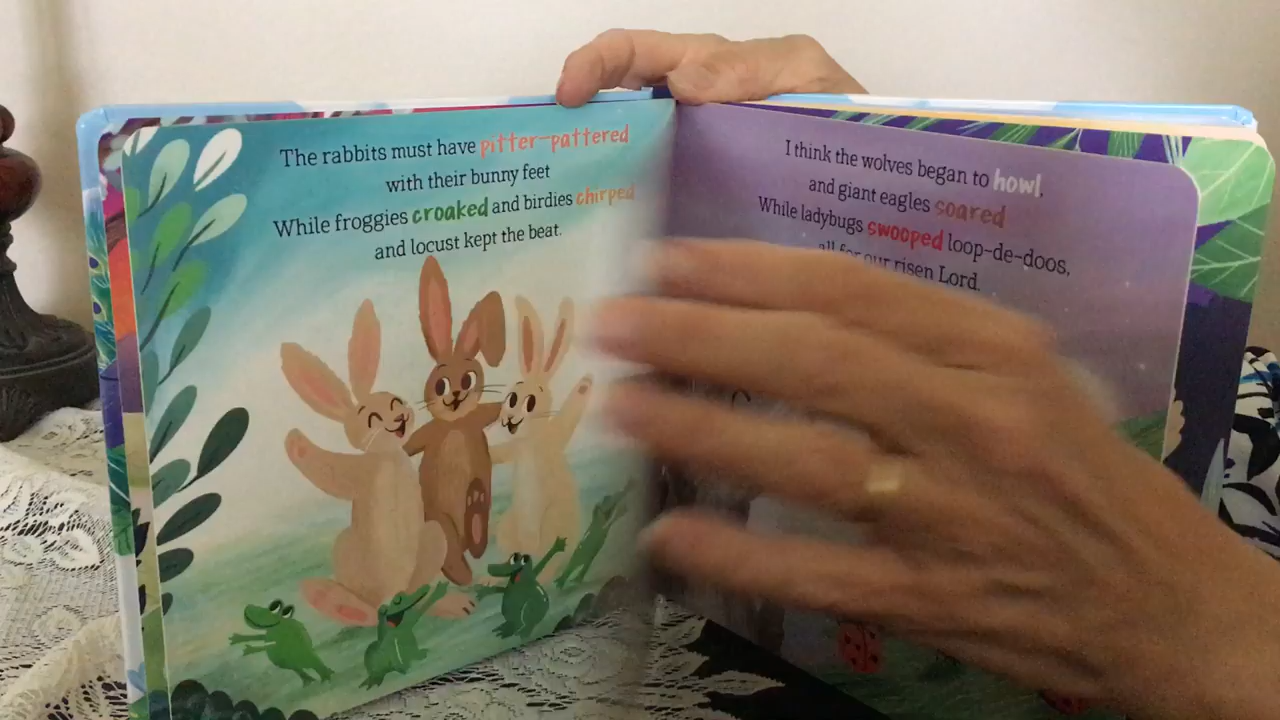 The rabbits must have pitter-pattered
with their bunny feet
While froggies croaked and birdies chirped
and locust kept the beat.
I think the wolves began to howl,
and giant eagles soared
While ladybugs swooped loop-de-doos,
all for our risen Lord.